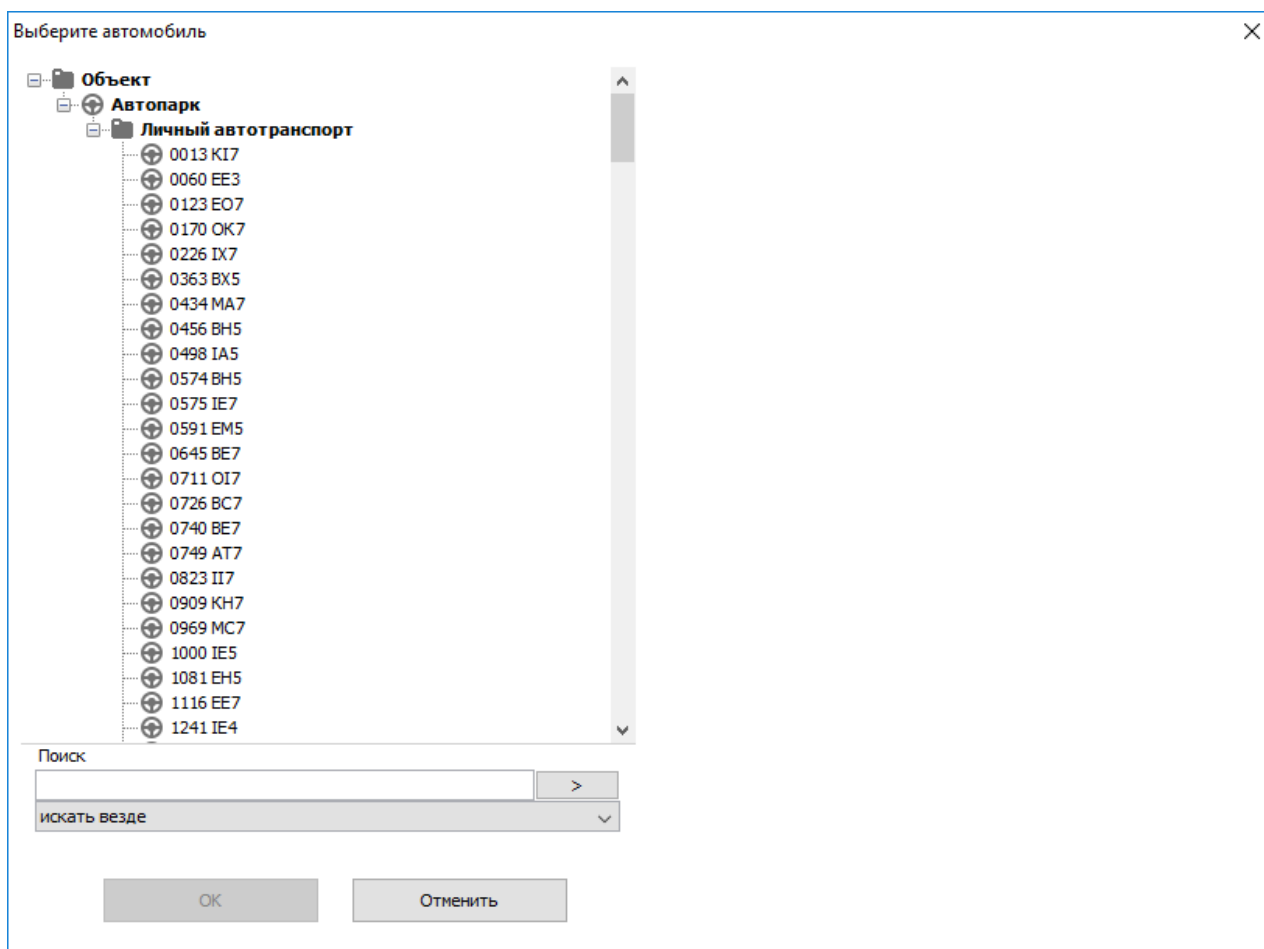 Выберите автомобиль
Объект
Автопарк
Личный автотранспорт
0013 KI7
0060 EE3
0123 EO7
0170 OK7
0226 IX7
0363 BX5
0434 MA7
0456 BH5
0498 IA5
0574 BH5
0575 IE7
0591 EM5
0645 BE7
0711 OI7
0726 BC7
0740 BE7
0749 AT7
0823 II7
0909 KH7
0969 MC7
1000 IE5
1081 EH5
1116 EE7
1241 IE4
Поиск
>
искать везде
OK
Отменить